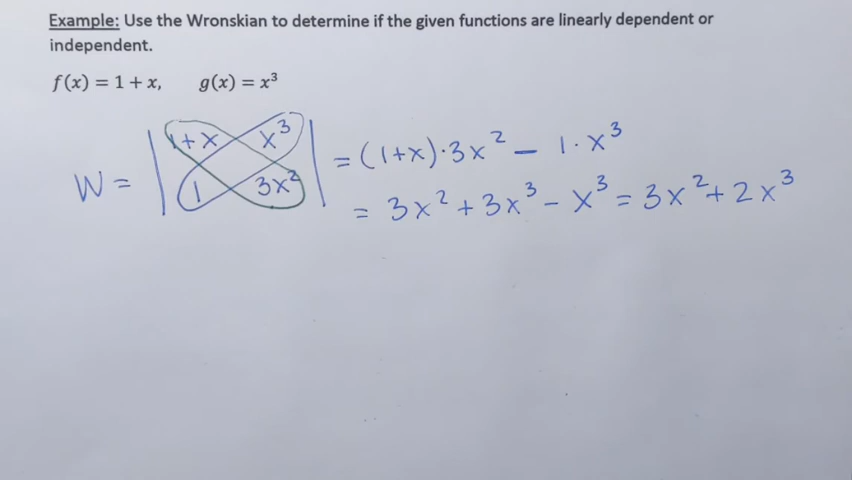 Example: Use the Wronskian to determine if the given functions are linearly dependent or
independent.
f(x) = 1 + x, g(x) = x³
W = | 1+x x³ | = (1+x)·3x² − 1·x³
| 1 3x² | = 3x² + 3x³ − x³ = 3x² + 2x³